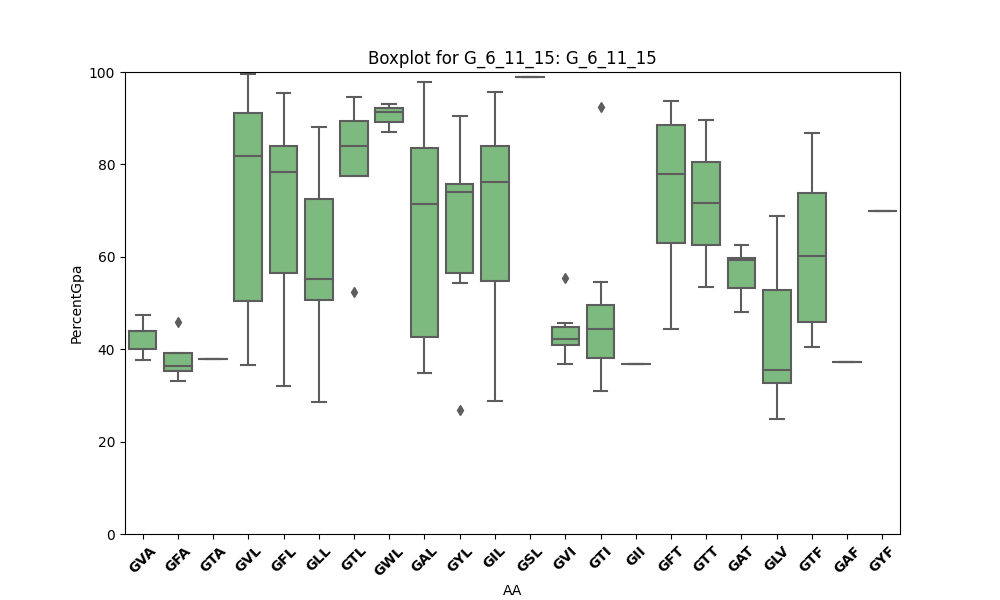 Boxplot for G_6_11_15: G_6_11_15
PercentGpa
100
80
60
40
20
0
GVA GFA GTA GVL GFL GLL GTL GWL GAL GYL GIL GSL GVI GTI GII GFT GTT GAT GLV GTF GAF GYF
AA